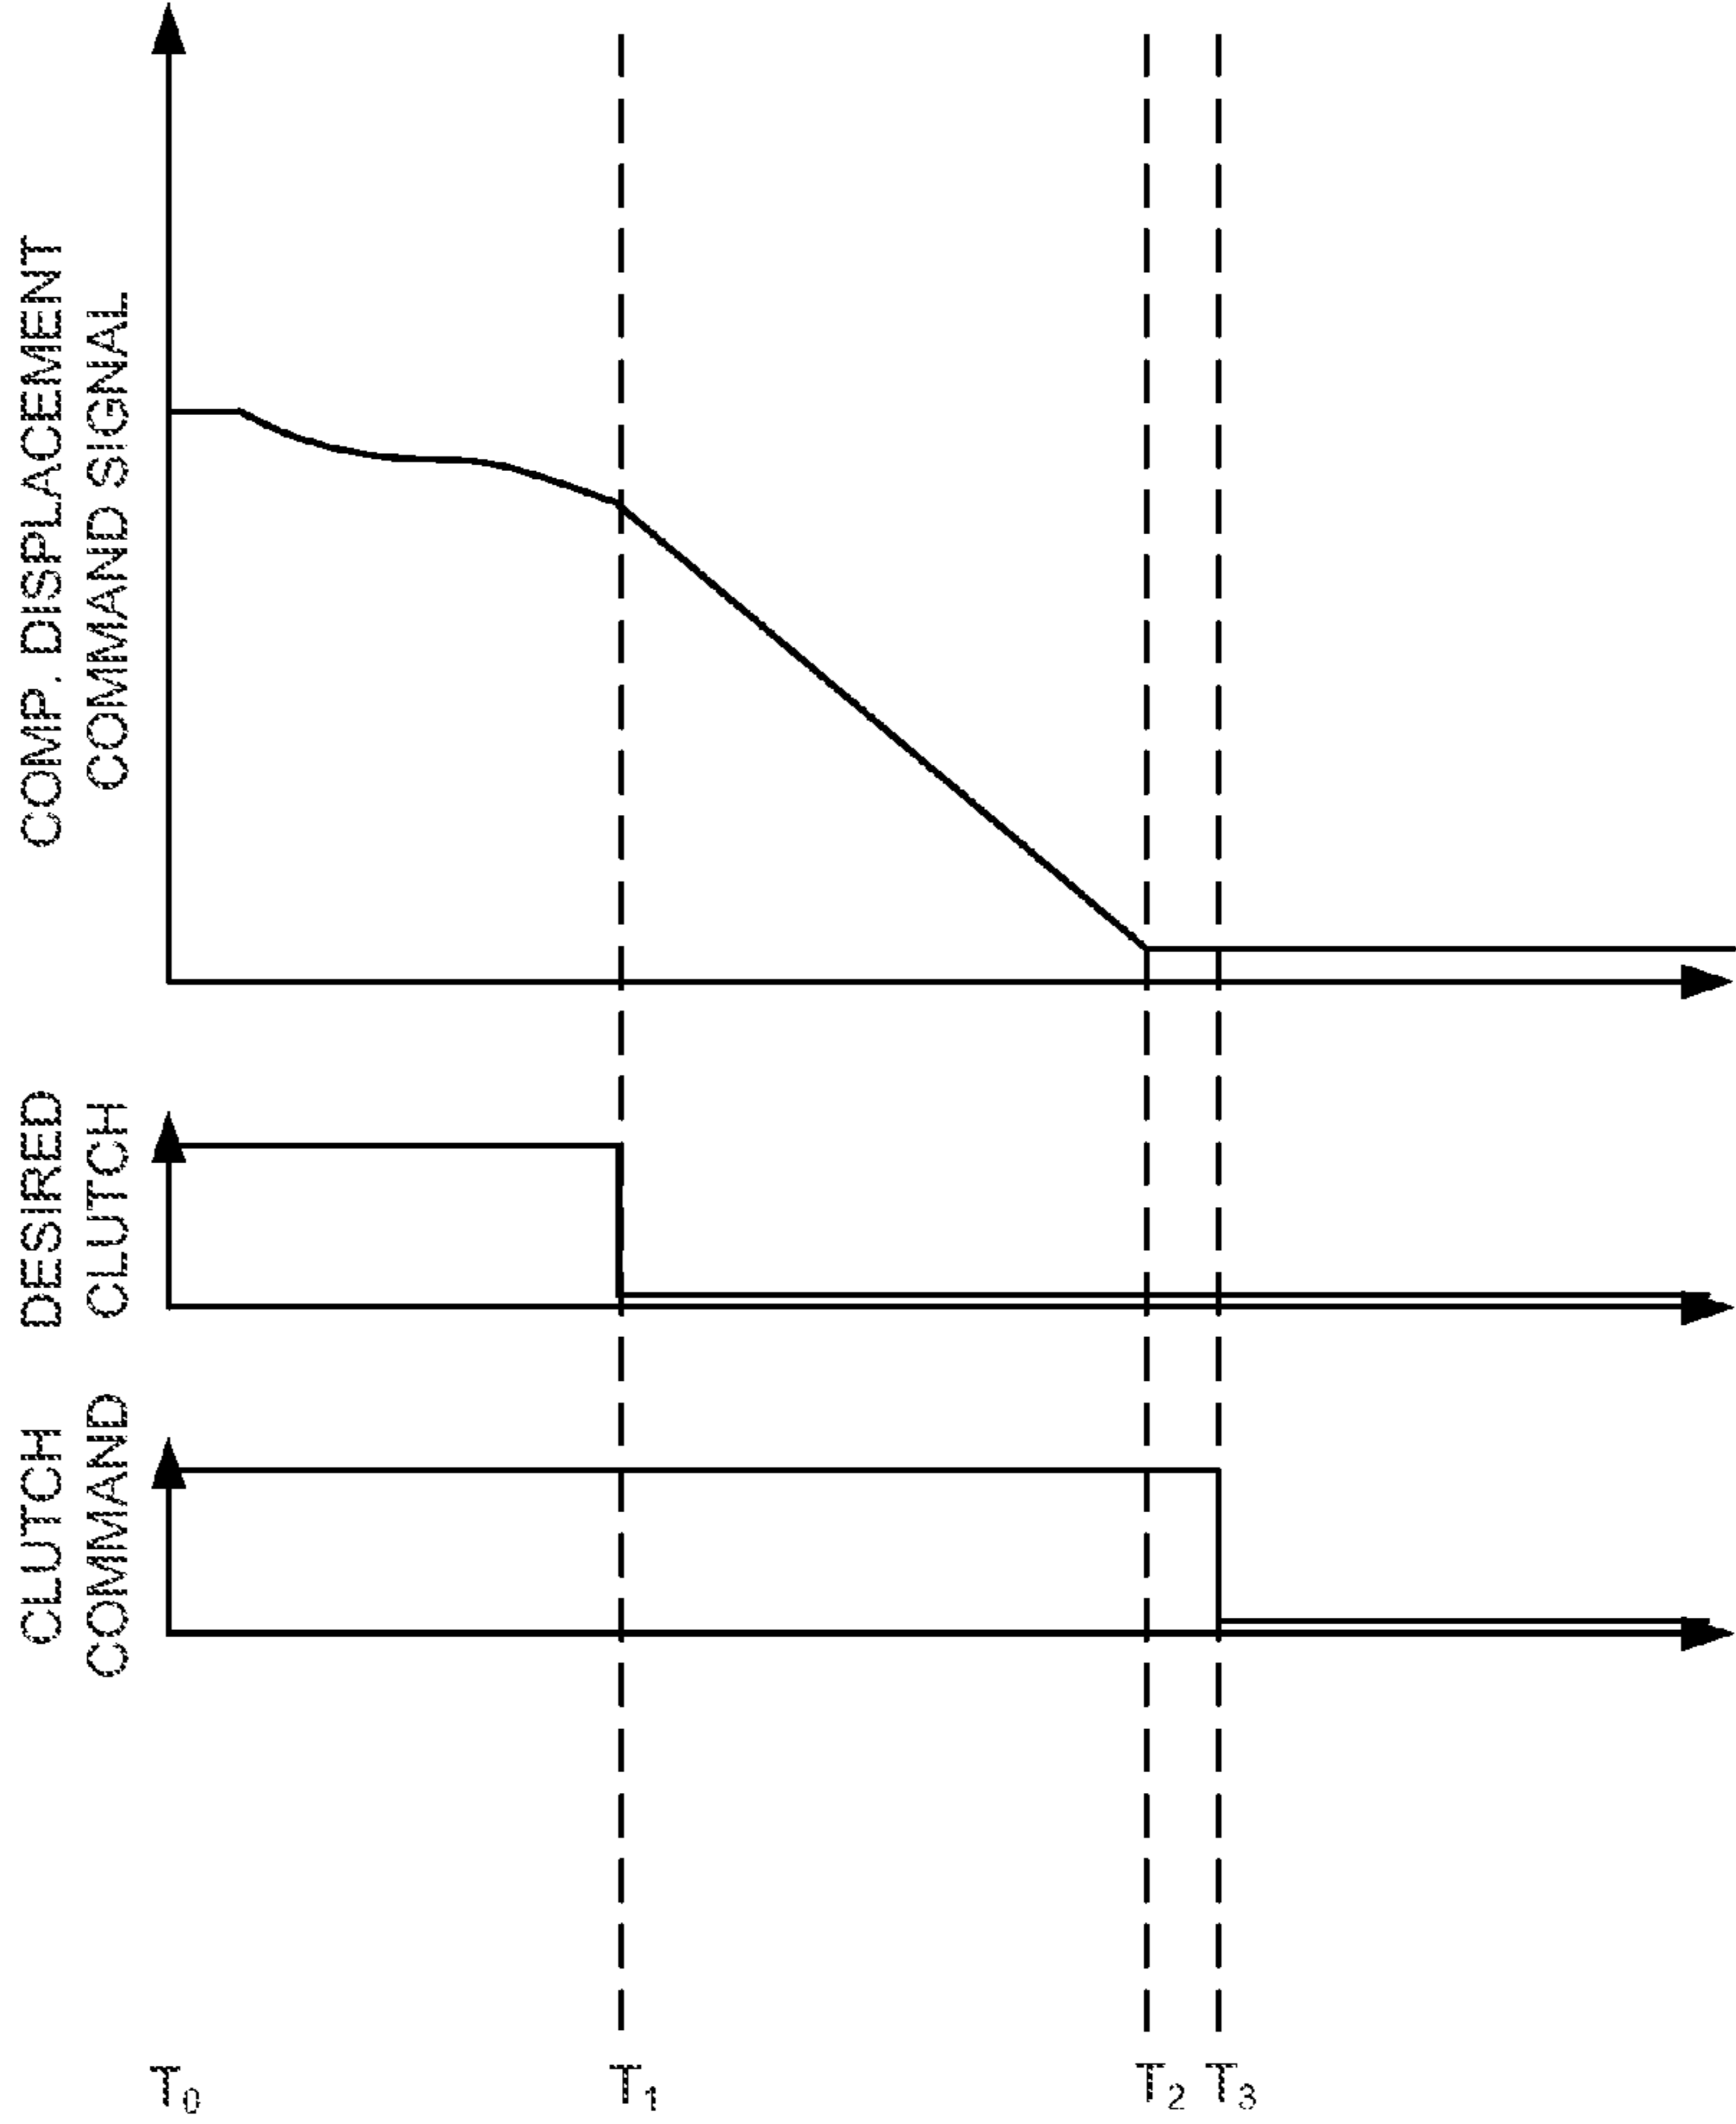 COMP. DISPLACEMENT
COMMAND SIGNAL
DESIRED
CLUTCH
CLUTCH
COMMAND
T₀ T₁ T₂ T₃